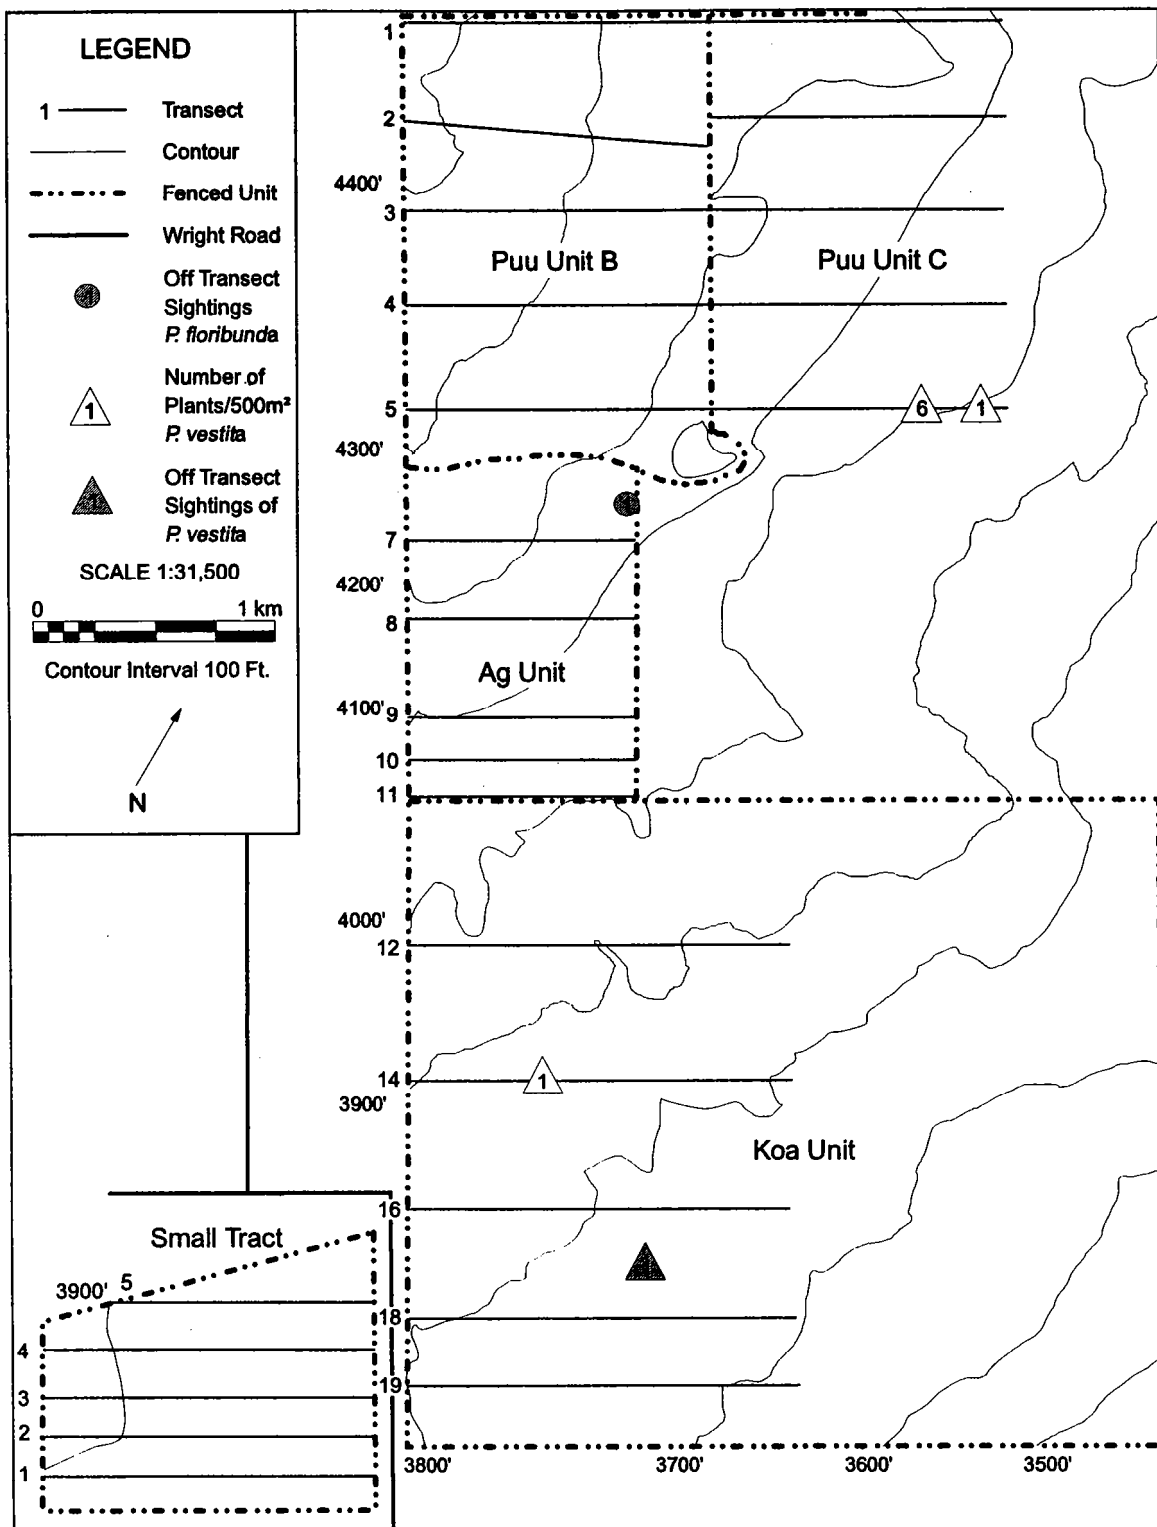 LEGEND
1 Transect
Contour
Fenced Unit
Wright Road
1
Off Transect
Sightings
P. floribunda
Number of
1
Plants/500m²
P. vestita
1
Off Transect
Sightings of
P. vestita
SCALE 1:31,500
0 1 km
Contour Interval 100 Ft.
N
1
2
4400'
3
Puu Unit B
Puu Unit C
4
5
6
1
4300'
1
7
4200'
8
Ag Unit
4100'
9
10
11
4000'
12
14
1
3900'
Koa Unit
16
Small Tract
1
3900'
5
18
4
19
3
2
1
3800'
3700'
3600'
3500'